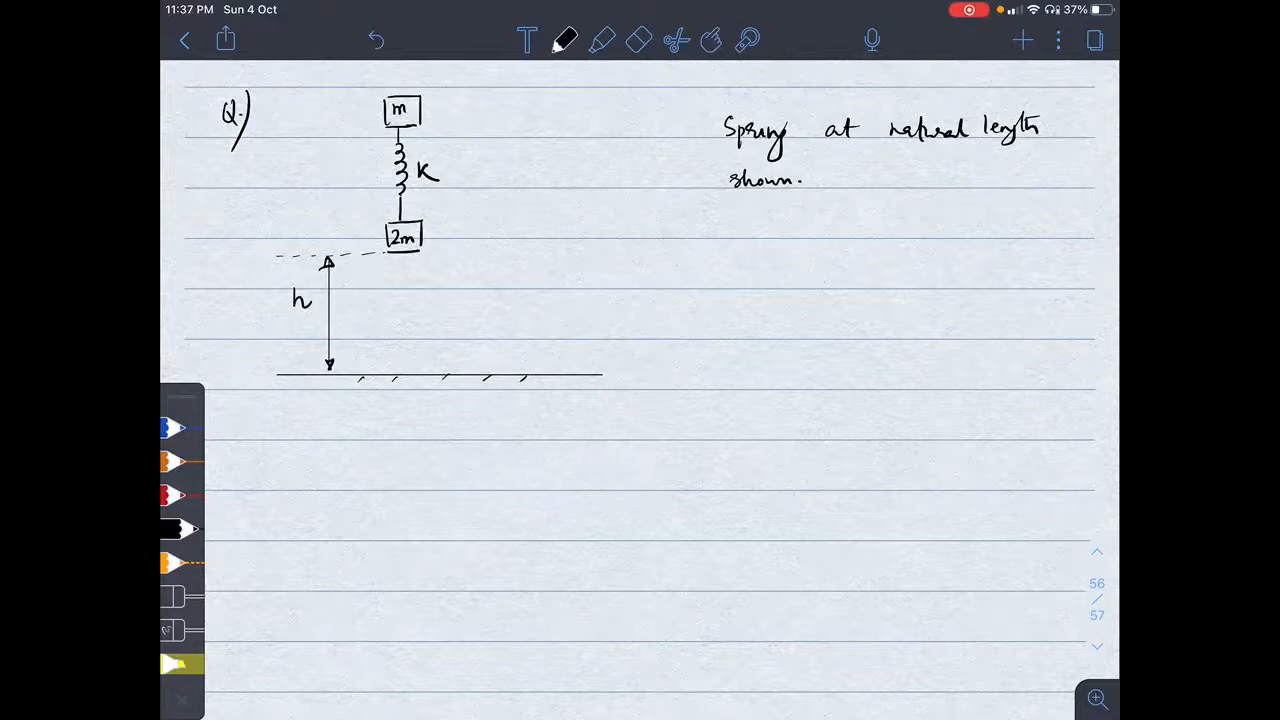 11:37 PM Sun 4 Oct 37%
T
Q.)
m
K
2m
h
Spring at natural length
shown.
56
/
57